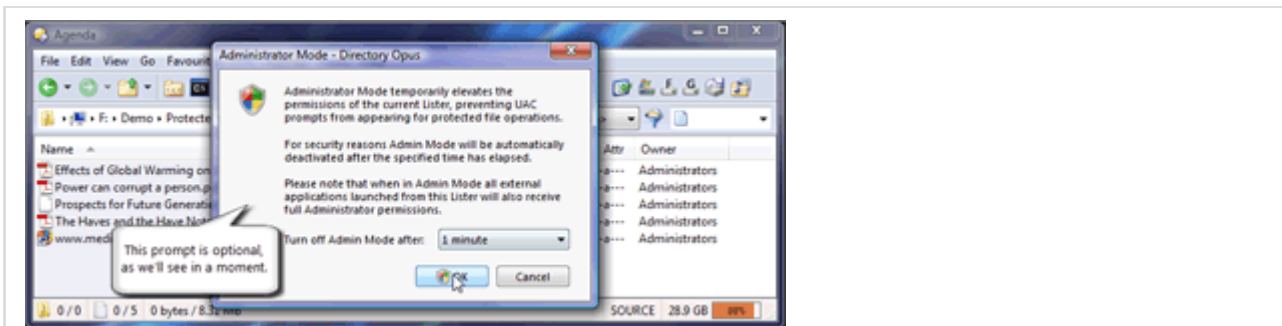 Agenda
Administrator Mode - Directory Opus
File Edit View Go Favourit
Administrator Mode temporarily elevates the
permissions of the current Lister, preventing UAC
prompts from appearing for protected file operations.
F: Demo Protecte
For security reasons Admin Mode will be automatically
deactivated after the specified time has elapsed.
Name Attr Owner
Effects of Global Warming on -a--- Administrators
Power can corrupt a person.p -a--- Administrators
Prospects for Future Generati -a--- Administrators
The Haves and the Have Not -a--- Administrators
www.medi -a--- Administrators
Please note that when in Admin Mode all external
applications launched from this Lister will also receive
full Administrator permissions.
Turn off Admin Mode after: 1 minute
This prompt is optional,
as we'll see in a moment.
OK Cancel
0/0 0/5 0 bytes / 8.32 MB SOURCE 28.9 GB